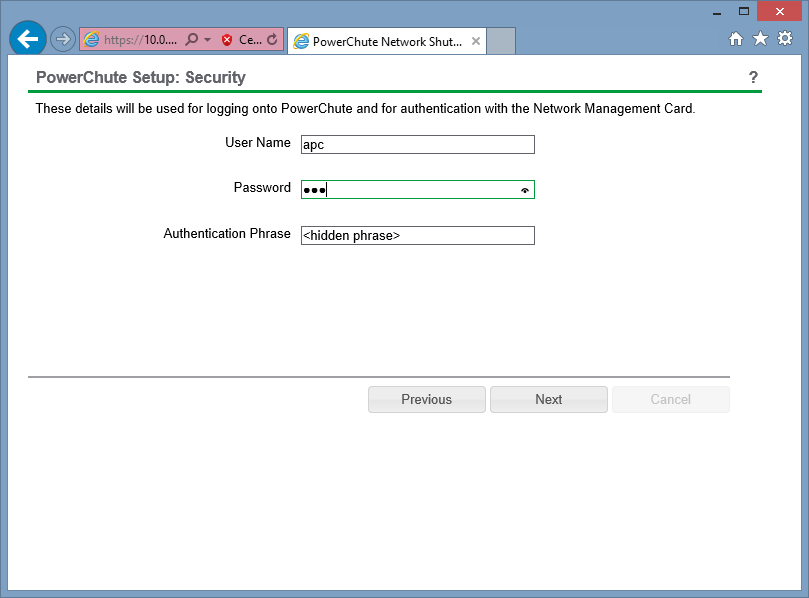 https://10.0.... Ce... PowerChute Network Shut...
PowerChute Setup: Security ?
These details will be used for logging onto PowerChute and for authentication with the Network Management Card.
User Name apc
Password •••
Authentication Phrase <hidden phrase>
Previous Next Cancel